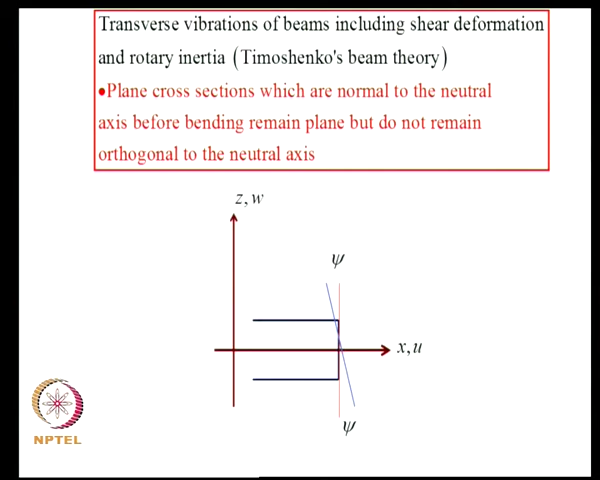 Transverse vibrations of beams including shear deformation
and rotary inertia (Timoshenko's beam theory)
•Plane cross sections which are normal to the neutral
axis before bending remain plane but do not remain
orthogonal to the neutral axis
z, w
ψ
x, u
ψ
NPTEL